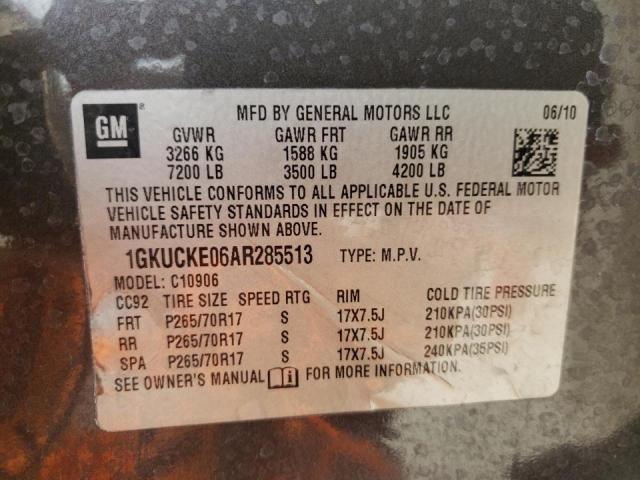 GM ®
MFD BY GENERAL MOTORS LLC 06/10
GVWR GAWR FRT GAWR RR
3266 KG 1588 KG 1905 KG
7200 LB 3500 LB 4200 LB
THIS VEHICLE CONFORMS TO ALL APPLICABLE U.S. FEDERAL MOTOR
VEHICLE SAFETY STANDARDS IN EFFECT ON THE DATE OF
MANUFACTURE SHOWN ABOVE.
1GKUCKE06AR285513 TYPE: M.P.V.
MODEL: C10906
CC92 TIRE SIZE SPEED RTG RIM COLD TIRE PRESSURE
FRT P265/70R17 S 17X7.5J 210KPA(30PSI)
RR P265/70R17 S 17X7.5J 210KPA(30PSI)
SPA P265/70R17 S 17X7.5J 240KPA(35PSI)
SEE OWNER'S MANUAL i FOR MORE INFORMATION.